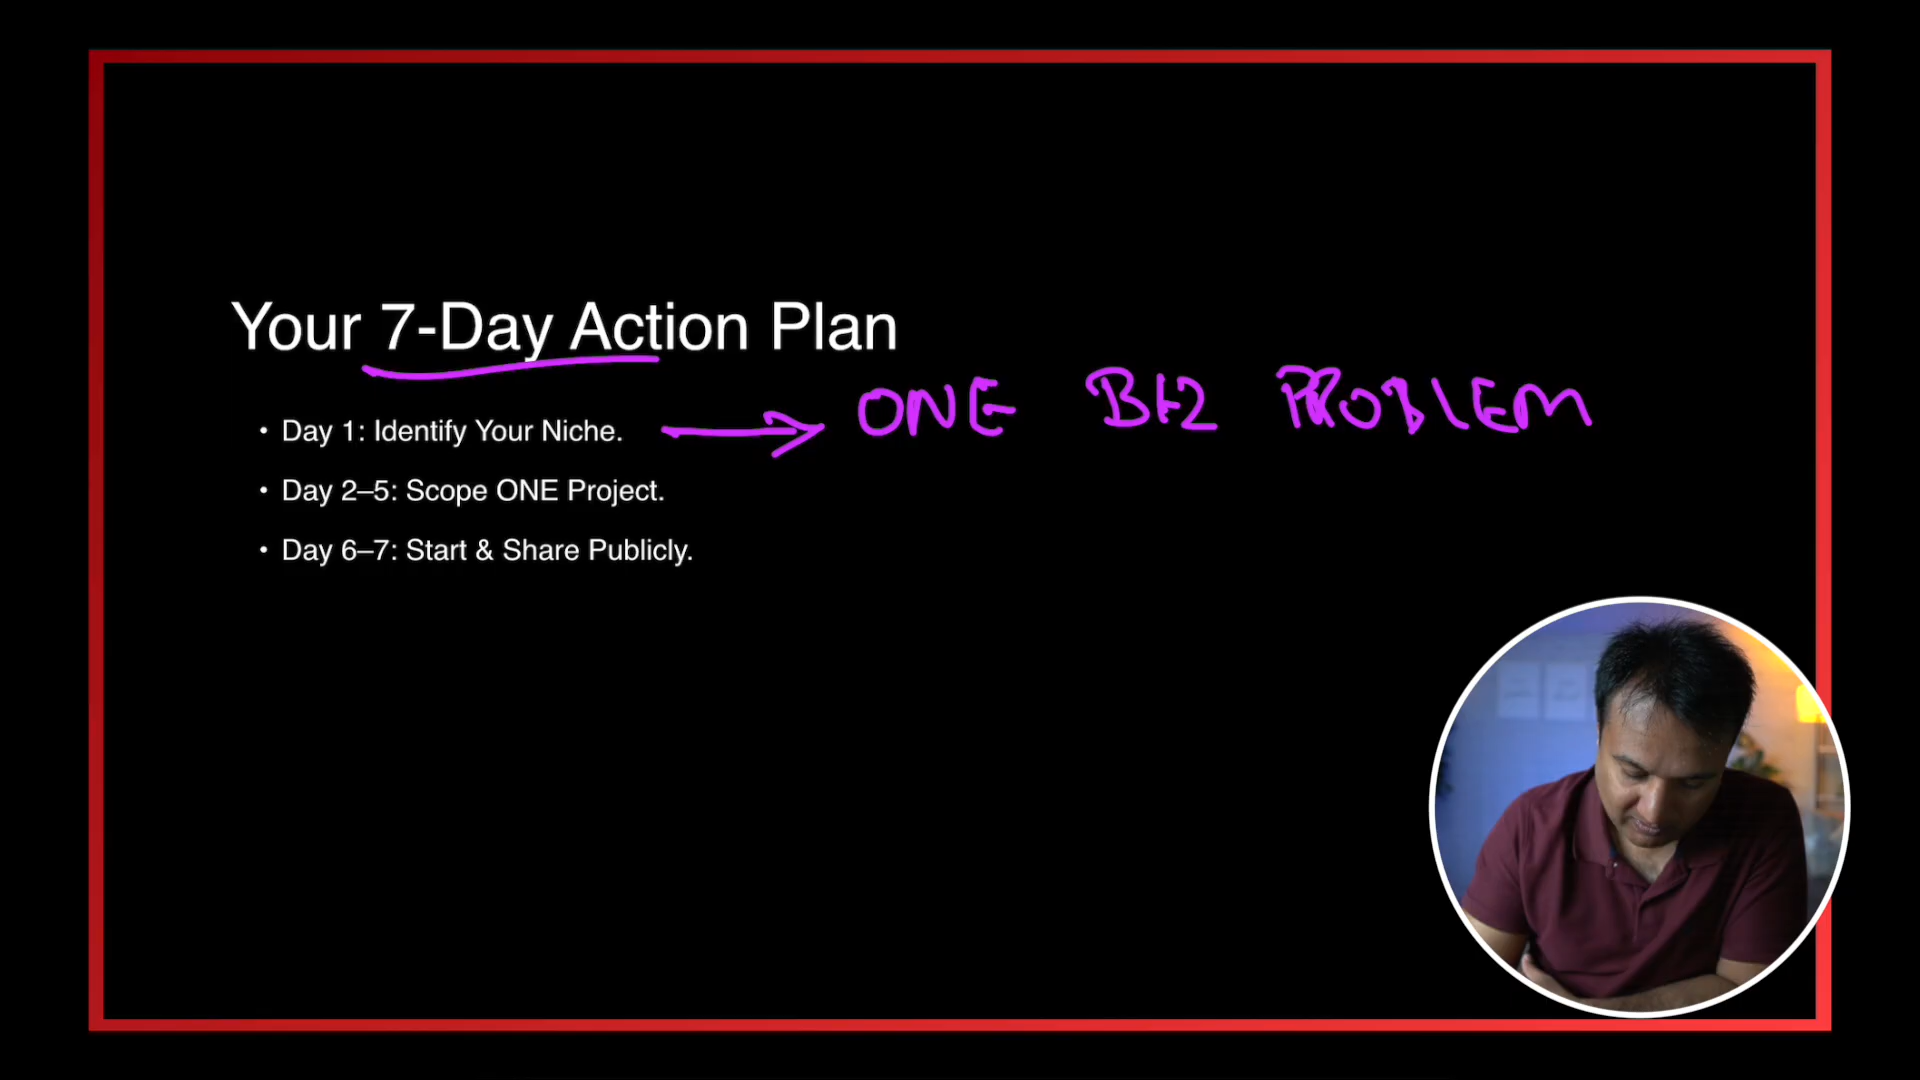 Your 7-Day Action Plan
• Day 1: Identify Your Niche. → ONE BIZ PROBLEM
• Day 2–5: Scope ONE Project.
• Day 6–7: Start & Share Publicly.